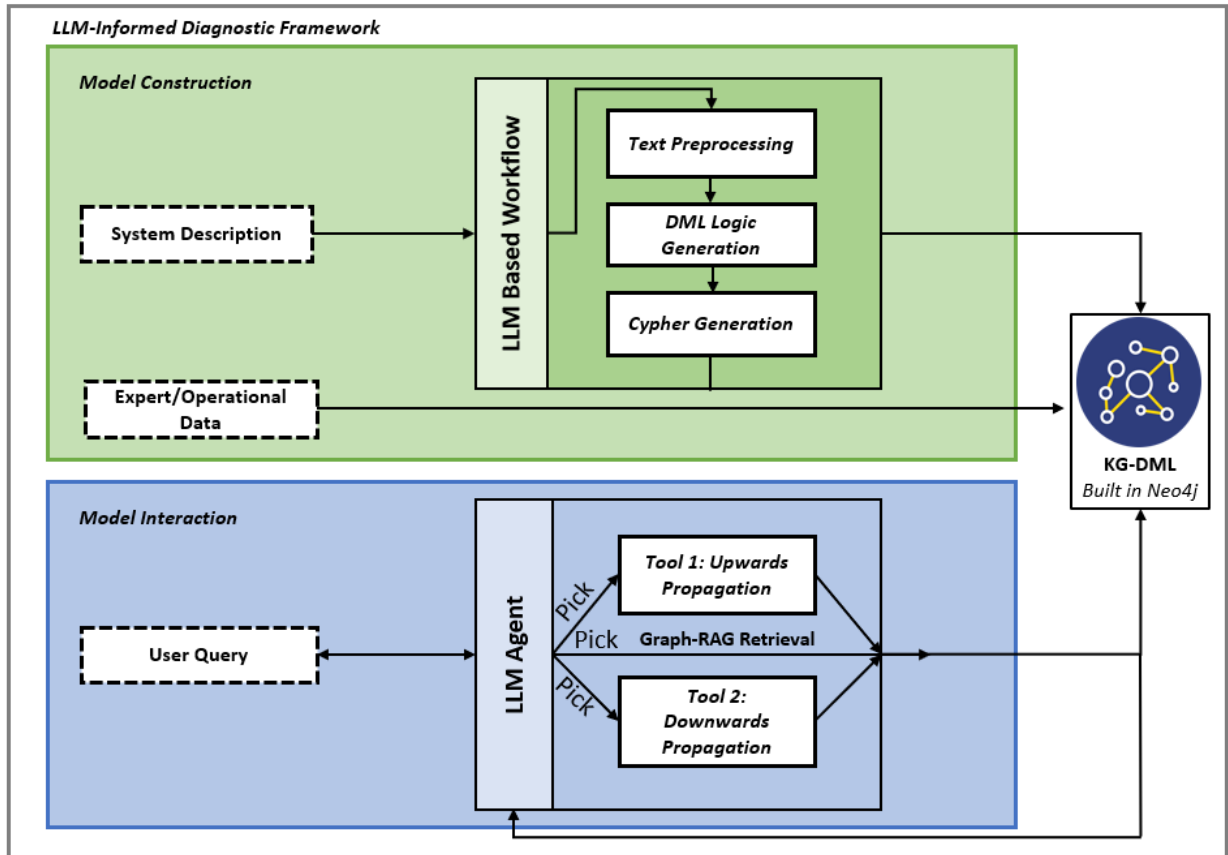 LLM-Informed Diagnostic Framework
Model Construction
LLM Based Workflow
Text Preprocessing
System Description
DML Logic
Generation
Cypher Generation
Expert/Operational
Data
KG-DML
Built in Neo4j
Model Interaction
LLM Agent
Pick
Tool 1: Upwards
Propagation
User Query
Pick
Graph-RAG Retrieval
Pick
Tool 2:
Downwards
Propagation